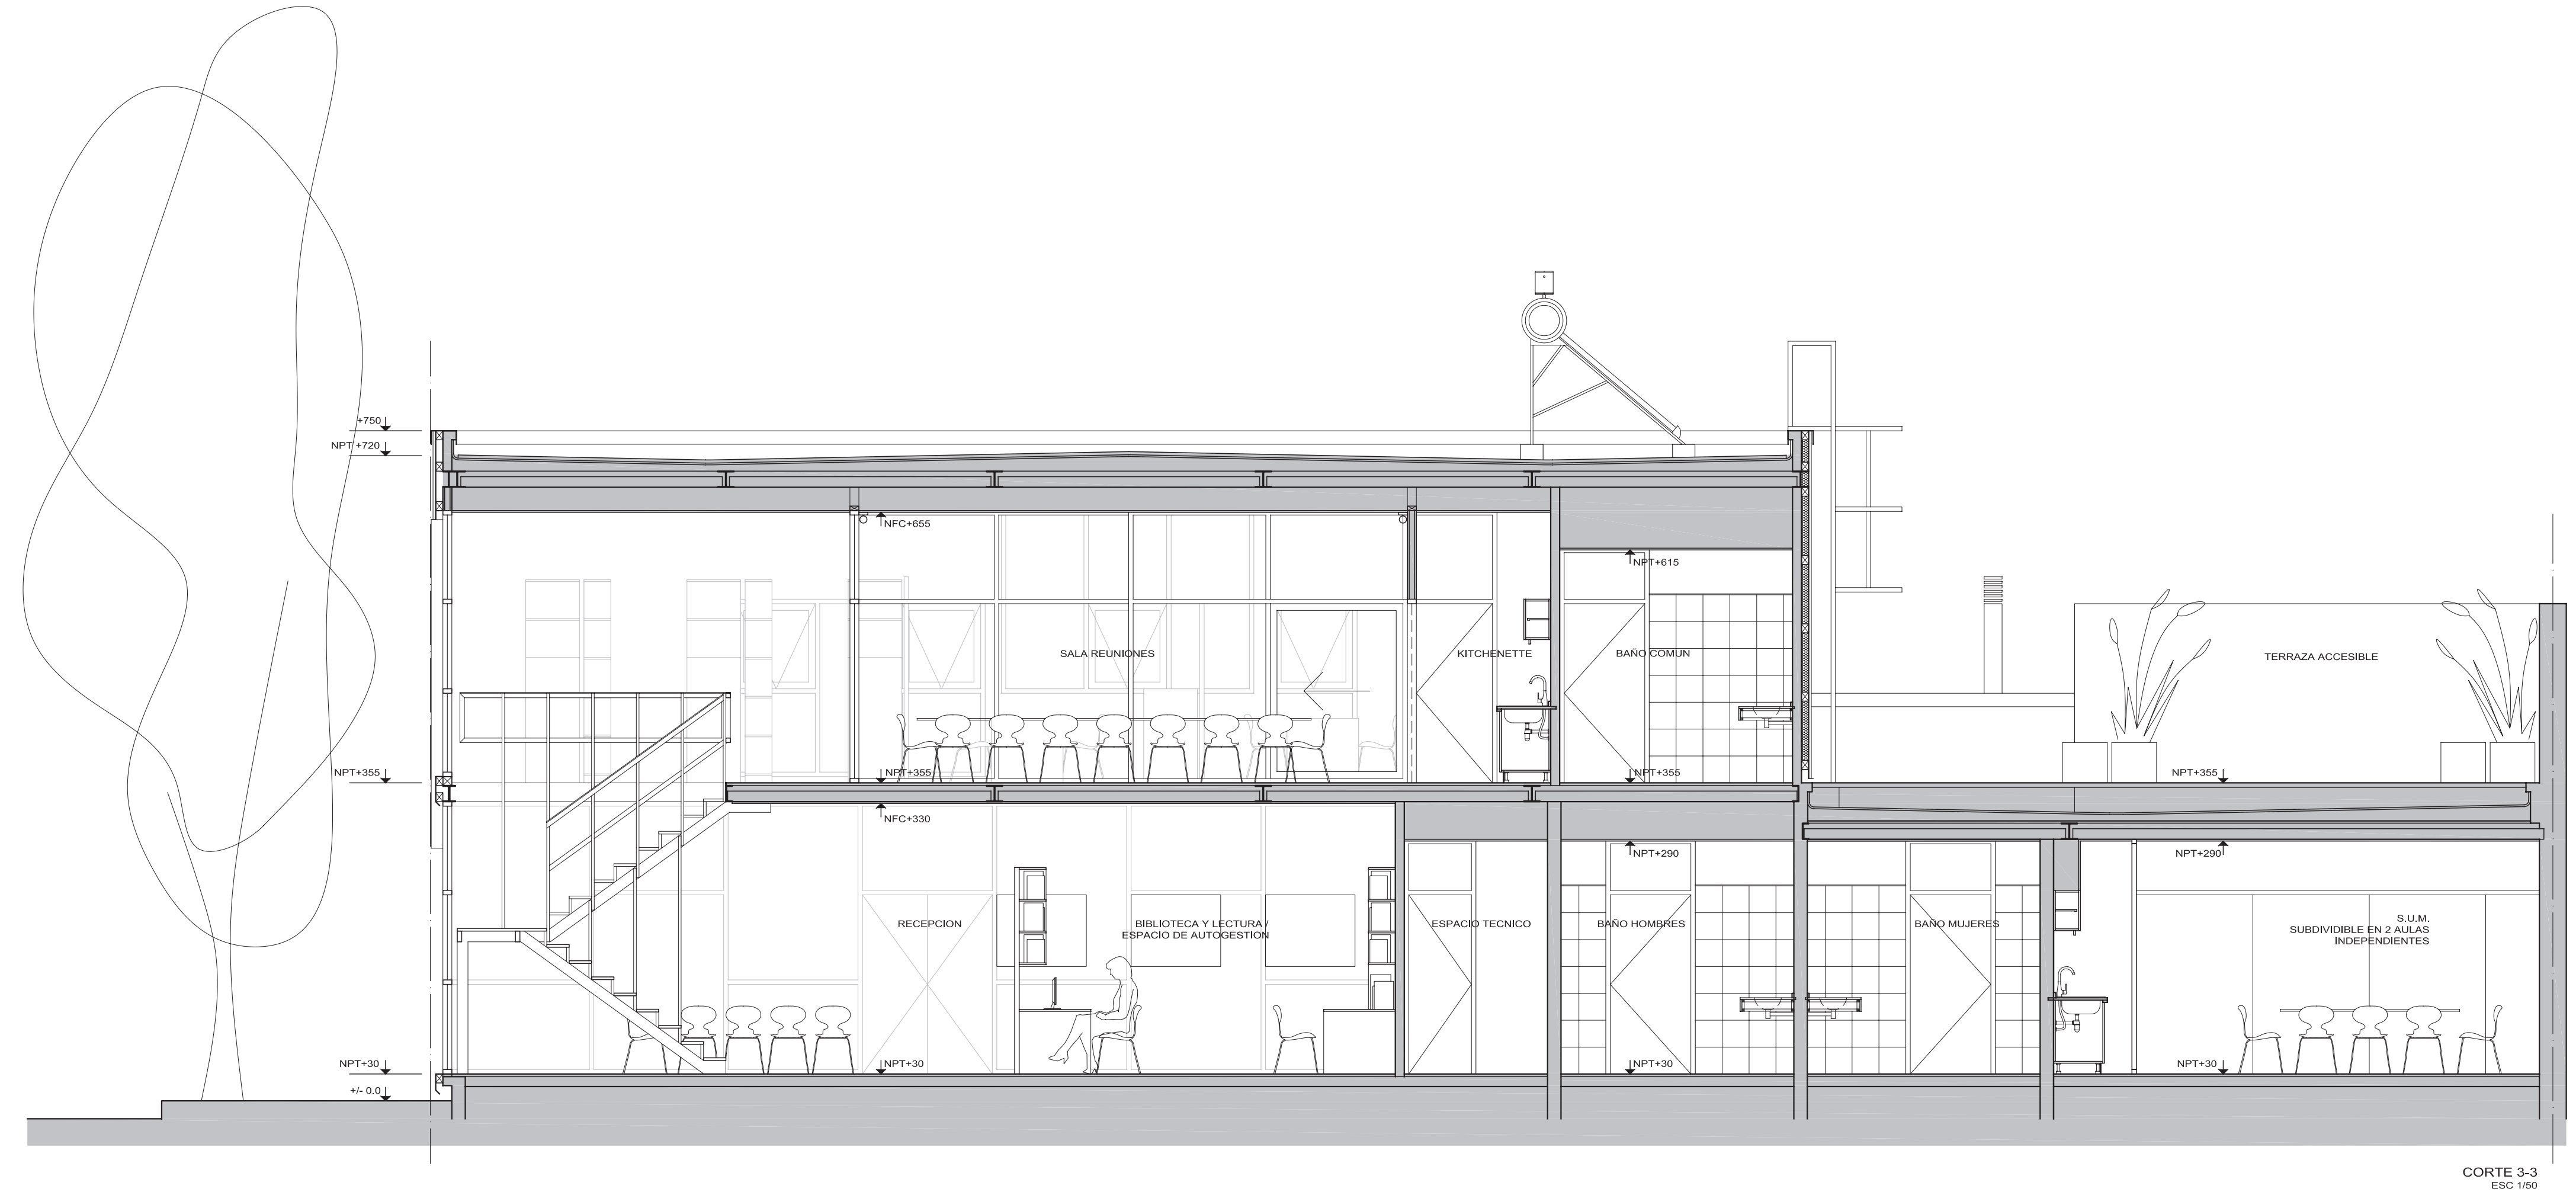 +750
NPT +720
NFC+655
NPT+615
SALA REUNIONES
KITCHENETTE
BAÑO COMUN
TERRAZA ACCESIBLE
NPT+355
NPT+355
NPT+355
NPT+355
NFC+330
NPT+290
NPT+290
RECEPCION
BIBLIOTECA Y LECTURA /
ESPACIO DE AUTOGESTION
ESPACIO TECNICO
BAÑO HOMBRES
BAÑO MUJERES
S.U.M.
SUBDIVIDIBLE EN 2 AULAS
INDEPENDIENTES
NPT+30
NPT+30
NPT+30
NPT+30
+/- 0.0
CORTE 3-3
ESC 1/50